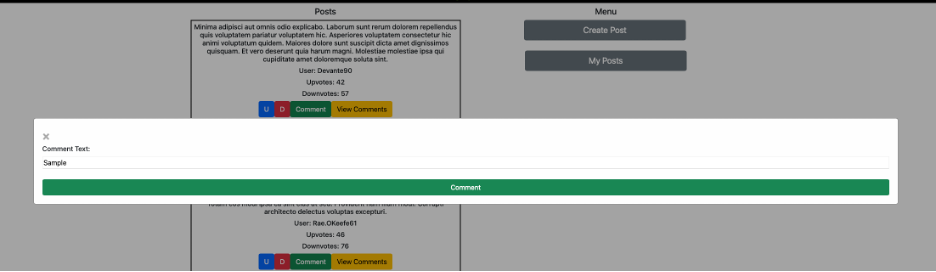 Posts
Menu
Minima adipisci aut omnis odio explicabo. Laborum sunt rerum dolorem repellendus
quis voluptatem pariatur voluptatem hic. Asperiores voluptatem consectetur hic
animi voluptatum quidem. Maiores dolore sunt suscipit dicta amet dignissimos
quisquam. Et vero deserunt quia harum magni. Molestiae molestiae ipsa qui
cupiditate amet doloremque soluta sint.
User: Devante90
Upvotes: 42
Downvotes: 57
U D Comment View Comments
Create Post
My Posts
×
Comment Text:
Sample
Comment
architecto delectus voluptas excepturi.
User: Rae.OKeefe61
Upvotes: 46
Downvotes: 76
U D Comment View Comments